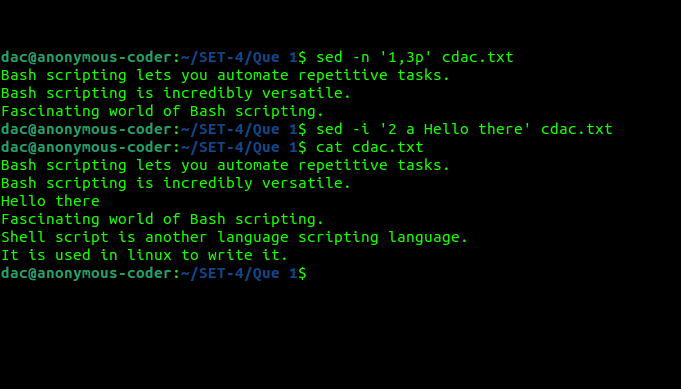 dac@anonymous-coder:~/SET-4/Que 1$ sed -n '1,3p' cdac.txt
Bash scripting lets you automate repetitive tasks.
Bash scripting is incredibly versatile.
Fascinating world of Bash scripting.
dac@anonymous-coder:~/SET-4/Que 1$ sed -i '2 a Hello there' cdac.txt
dac@anonymous-coder:~/SET-4/Que 1$ cat cdac.txt
Bash scripting lets you automate repetitive tasks.
Bash scripting is incredibly versatile.
Hello there
Fascinating world of Bash scripting.
Shell script is another language scripting language.
It is used in linux to write it.
dac@anonymous-coder:~/SET-4/Que 1$